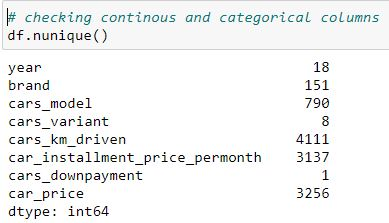 # checking continous and categorical columns
df.nunique()
year 18
brand 151
cars_model 790
cars_variant 8
cars_km_driven 4111
car_installment_price_permonth 3137
cars_downpayment 1
car_price 3256
dtype: int64